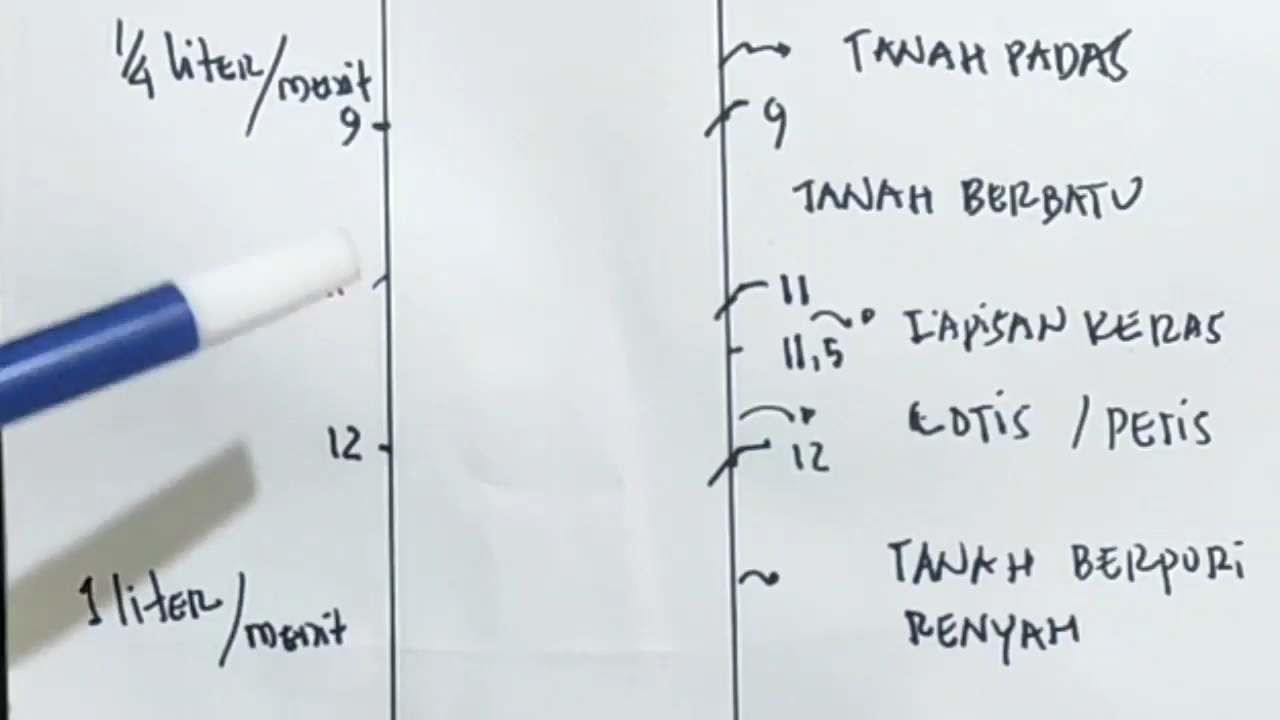 1/4 liter/menit
9
12
1 liter/menit
TANAH PADAS
9
TANAH BERBATU
11
LAPISAN KERAS
11,5
/ PETIS
12
TANAH BERPORI
RENYAH